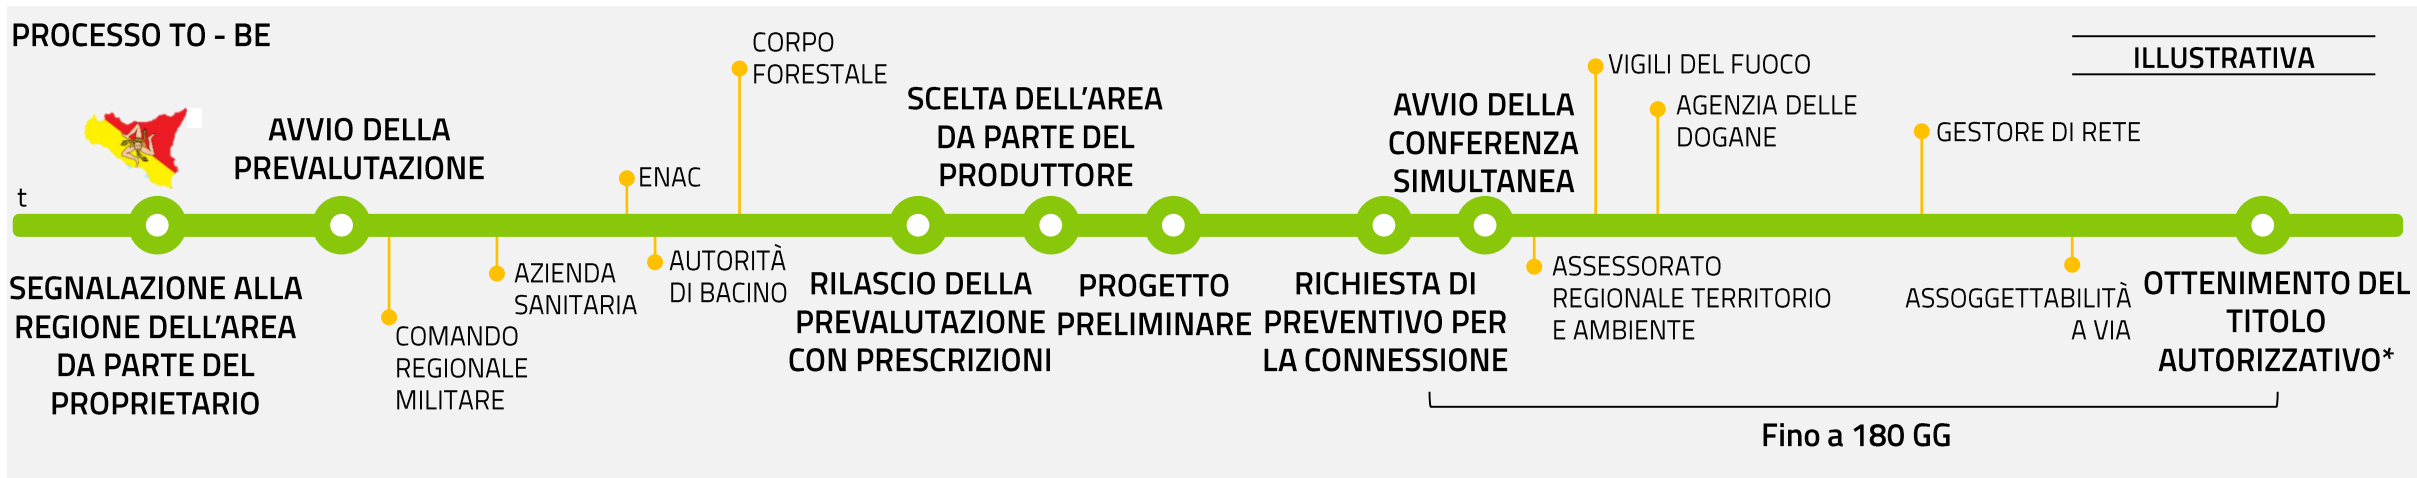 PROCESSO TO - BE
ILLUSTRATIVA
t
SEGNALAZIONE ALLA
REGIONE DELL'AREA
DA PARTE DEL
PROPRIETARIO
AVVIO DELLA
PREVALUTAZIONE
COMANDO
REGIONALE
MILITARE
AZIENDA
SANITARIA
ENAC
AUTORITÀ
DI BACINO
CORPO
FORESTALE
RILASCIO DELLA
PREVALUTAZIONE
CON PRESCRIZIONI
SCELTA DELL'AREA
DA PARTE DEL
PRODUTTORE
PROGETTO
PRELIMINARE
RICHIESTA DI
PREVENTIVO PER
LA CONNESSIONE
AVVIO DELLA
CONFERENZA
SIMULTANEA
ASSESSORATO
REGIONALE TERRITORIO
E AMBIENTE
VIGILI DEL FUOCO
AGENZIA DELLE
DOGANE
GESTORE DI RETE
ASSOGGETTABILITÀ
A VIA
OTTENIMENTO DEL
TITOLO
AUTORIZZATIVO*
Fino a 180 GG